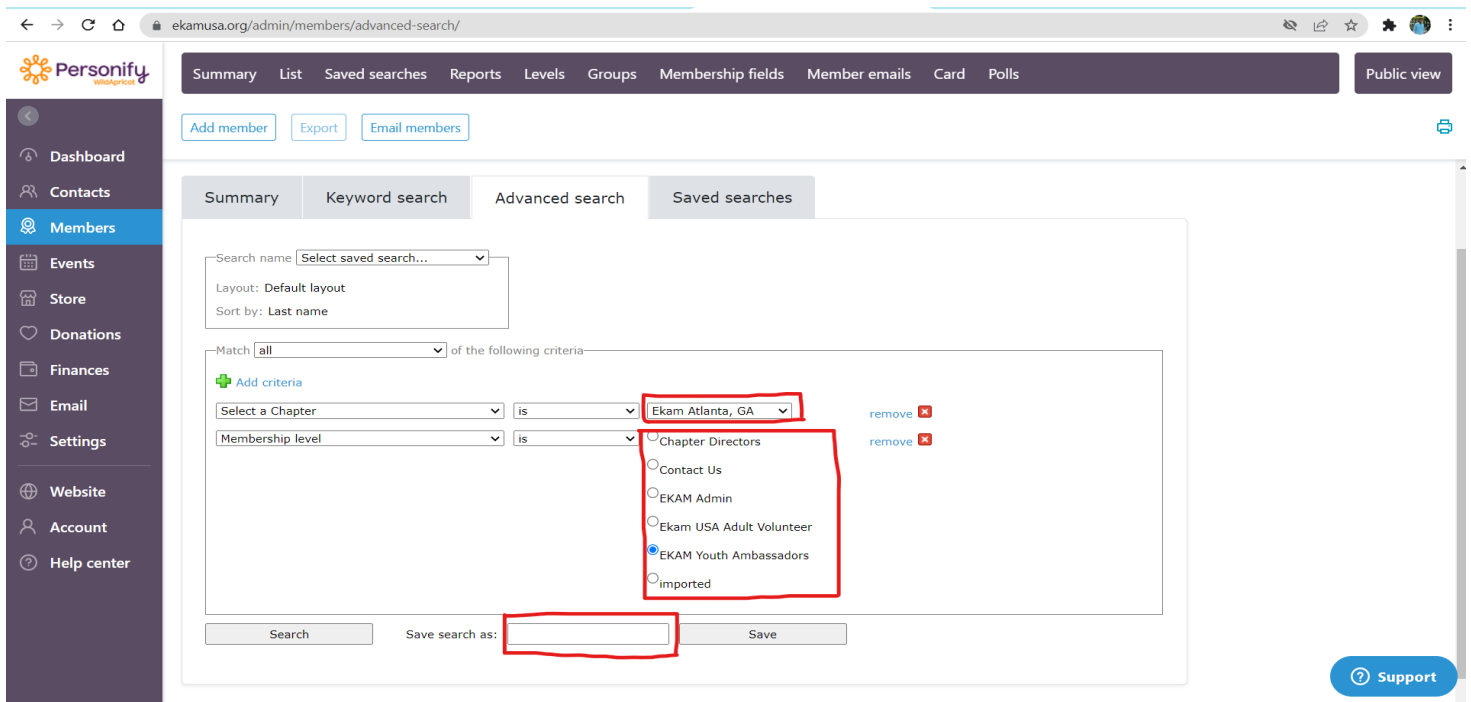 ekamusa.org/admin/members/advanced-search/
Personify
WildApricot
Summary List Saved searches Reports Levels Groups Membership fields Member emails Card Polls
Public view
Add member Export Email members
Dashboard
Contacts
Members
Events
Store
Donations
Finances
Email
Settings
Website
Account
Help center
Summary Keyword search Advanced search Saved searches
Search name Select saved search...
Layout: Default layout
Sort by: Last name
Match all of the following criteria
Add criteria
Select a Chapter is Ekam Atlanta, GA remove
Membership level is Chapter Directors remove
Contact Us
EKAM Admin
Ekam USA Adult Volunteer
EKAM Youth Ambassadors
imported
Search Save search as: Save
Support